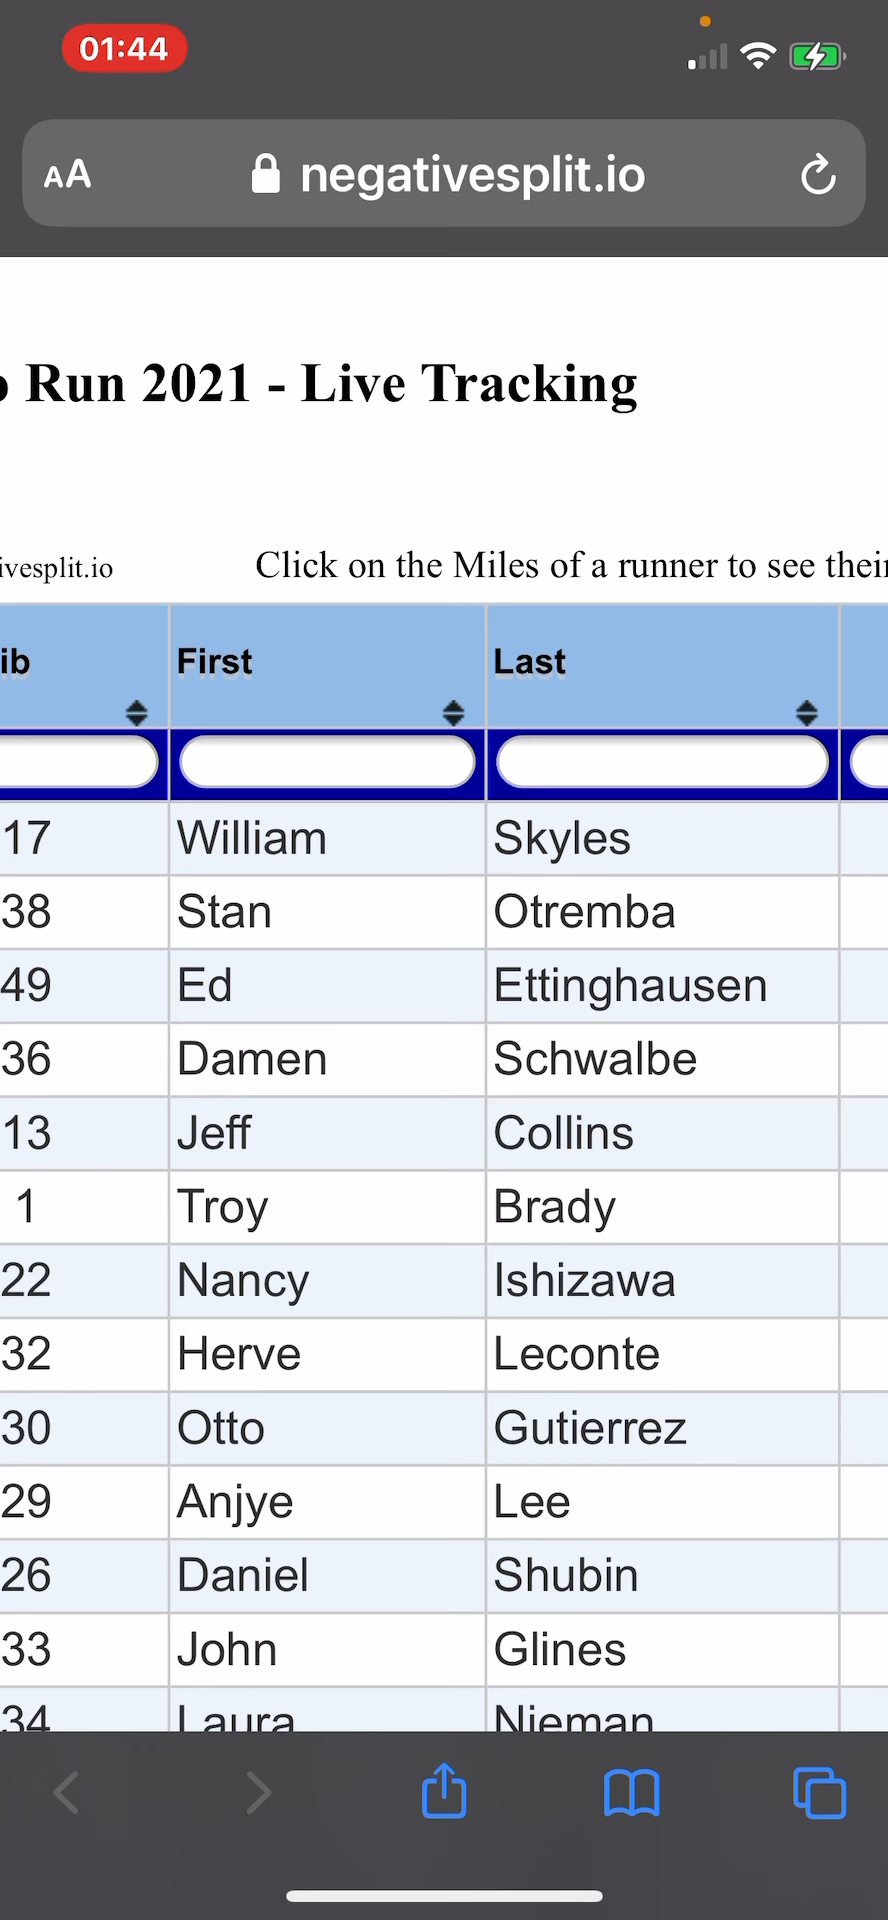 01:44
AA negativesplit.io
Run 2021 - Live Tracking
ivesplit.io Click on the Miles of a runner to see their
ib First Last
17 William Skyles
38 Stan Otremba
49 Ed Ettinghausen
36 Damen Schwalbe
13 Jeff Collins
1 Troy Brady
22 Nancy Ishizawa
32 Herve Leconte
30 Otto Gutierrez
29 Anjye Lee
26 Daniel Shubin
33 John Glines
34 Laura Nieman